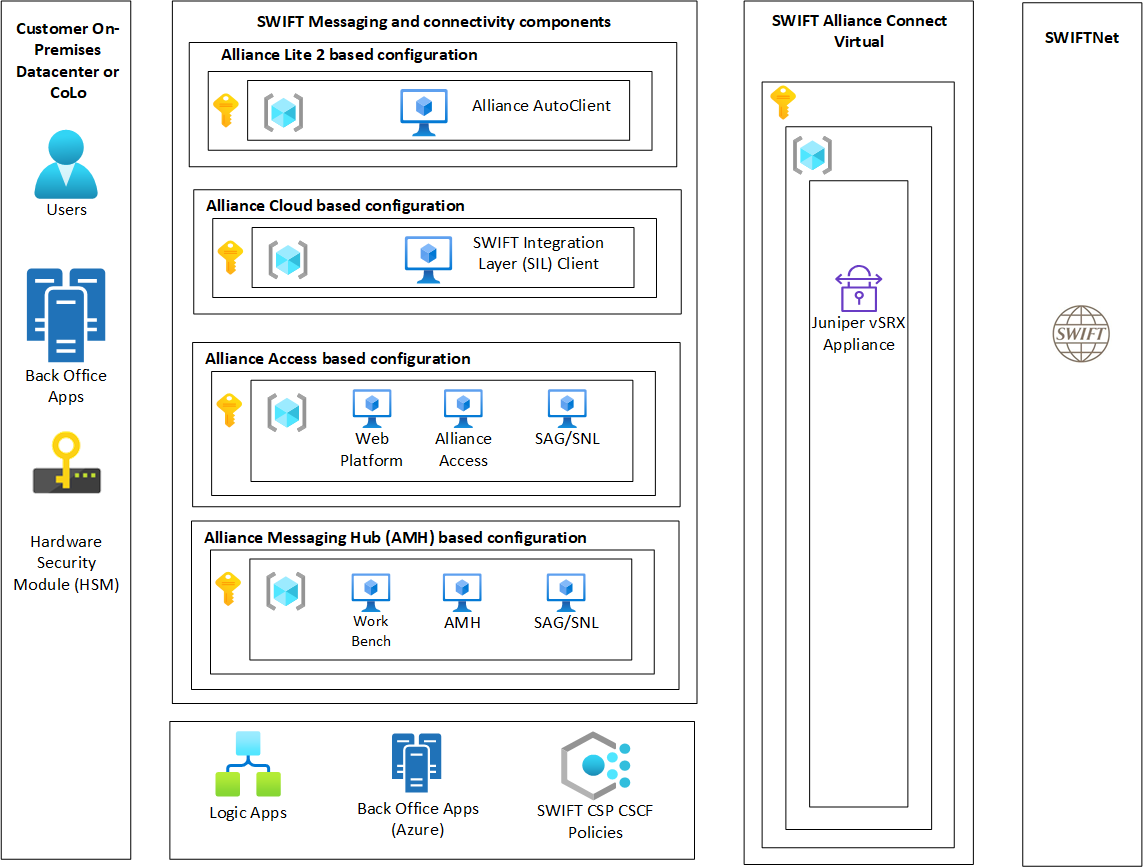 Customer On-
Premises
Datacenter or
CoLo
Users
Back Office
Apps
Hardware
Security
Module (HSM)
SWIFT Messaging and connectivity components
Alliance Lite 2 based configuration
Alliance AutoClient
Alliance Cloud based configuration
SWIFT Integration
Layer (SIL) Client
Alliance Access based configuration
Web
Platform
Alliance
Access
SAG/SNL
Alliance Messaging Hub (AMH) based configuration
Work
Bench
AMH
SAG/SNL
Logic Apps
Back Office Apps
(Azure)
SWIFT CSP CSCF
Policies
SWIFT Alliance Connect
Virtual
Juniper vSRX
Appliance
SWIFTNet
SWIFT